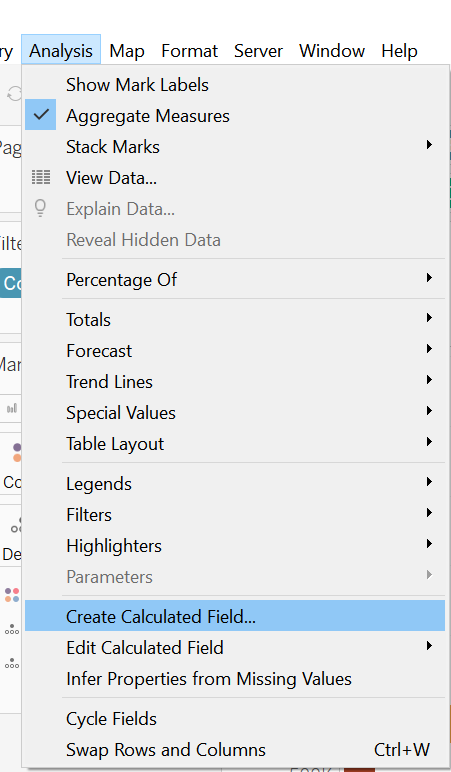 ry Analysis Map Format Server Window Help
Show Mark Labels
Aggregate Measures
Pag
Stack Marks
View Data...
Explain Data...
Reveal Hidden Data
ilte
Co
Percentage Of
Totals
Forecast
Mar
Trend Lines
Special Values
Table Layout
Co
Legends
Filters
Highlighters
De
Parameters
Create Calculated Field...
Edit Calculated Field
Infer Properties from Missing Values
Cycle Fields
Swap Rows and Columns Ctrl+W